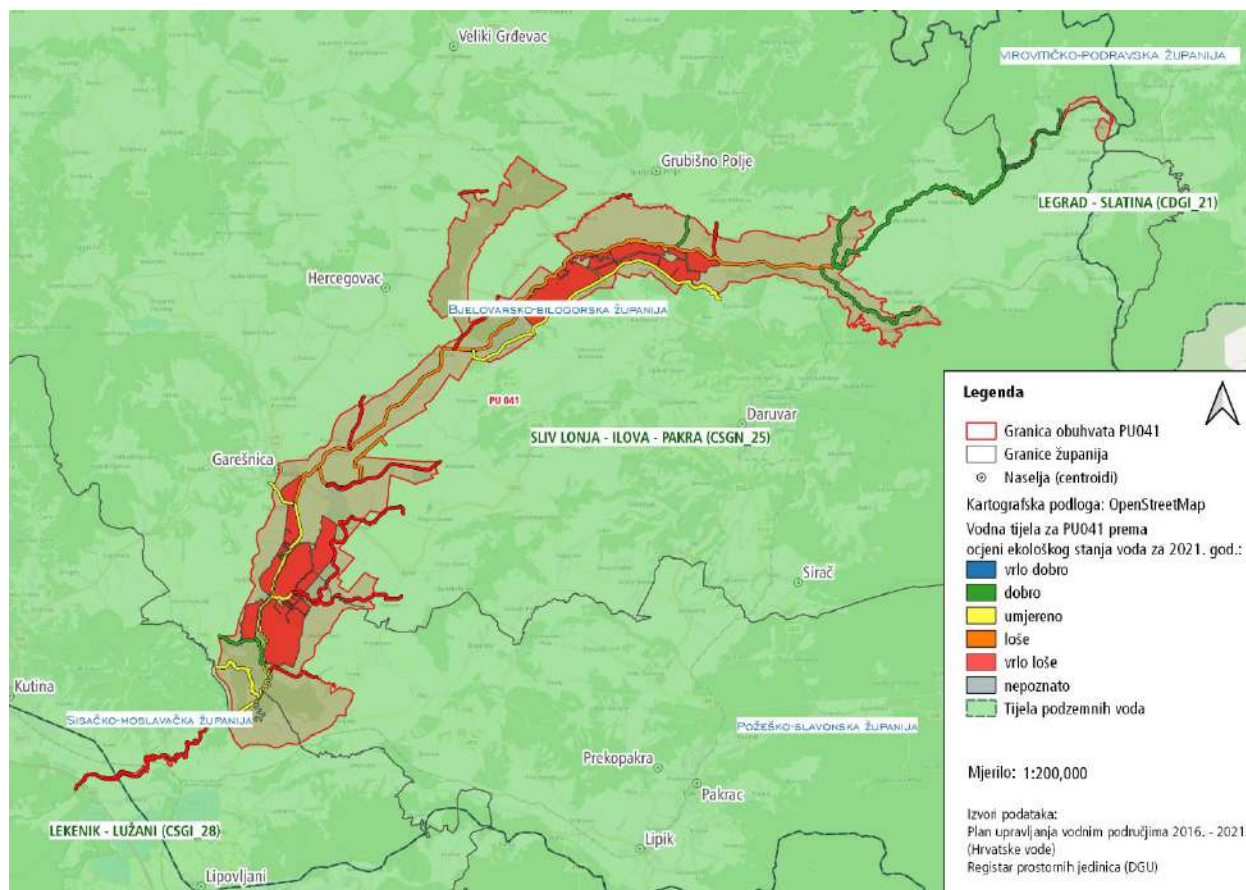 Veliki Grđevac
VIROVITIČKO-PODRAVSKA ŽUPANIJA
Grubišno Polje
LEGRAD - SLATINA (CDGI_21)
Hercegovac
BJELOVARSKO-BILOGORSKA ŽUPANIJA
PU 041
Daruvar
SLIV LONJA - ILOVA - PAKRA (CSGN_25)
Garešnica
Sirač
Kutina
SISAČKO-MOSLAVAČKA ŽUPANIJA
POŽEŠKO-SLAVONSKA ŽUPANIJA
Prekopakra
Pakrac
LEKENIK - LUŽANI (CSGI_28)
Lipik
Lipovljani
Legenda
Granica obuhvata PU041
Granice županija
Naselja (centroidi)
Kartografska podloga: OpenStreetMap
Vodna tijela za PU041 prema
ocjeni ekološkog stanja voda za 2021. god.:
vrlo dobro
dobro
umjereno
loše
vrlo loše
nepoznato
Tijela podzemnih voda
Mjerilo: 1:200,000
Izvori podataka:
Plan upravljanja vodnim područjima 2016. - 2021.
(Hrvatske vode)
Registar prostornih jedinica (DGU)